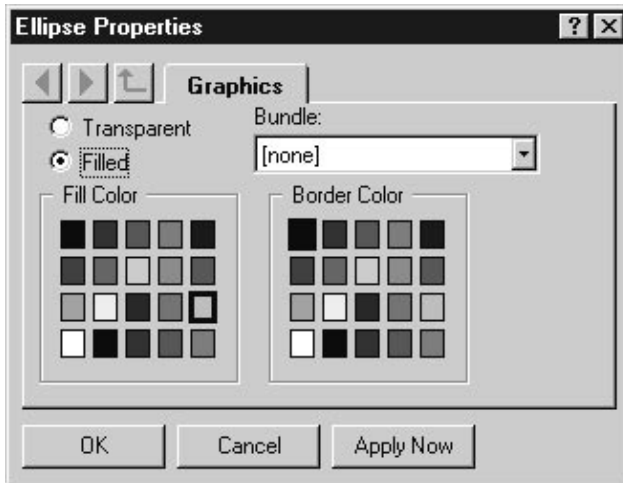 Ellipse Properties
Graphics
Transparent
Bundle:
Filled
[none]
Fill Color
Border Color
OK
Cancel
Apply Now